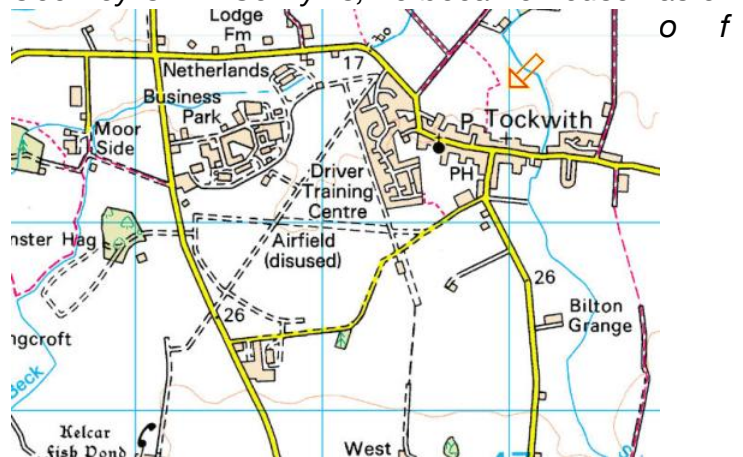 o f
Lodge
Fm
17
Netherlands
Business
Park
P Tockwith
Moor
Side
PH
Driver
Training
Centre
nster Hag
Airfield
(disused)
26
26
Bilton
Grange
ngcroft
Beck
Kelcar
fish Pond
West